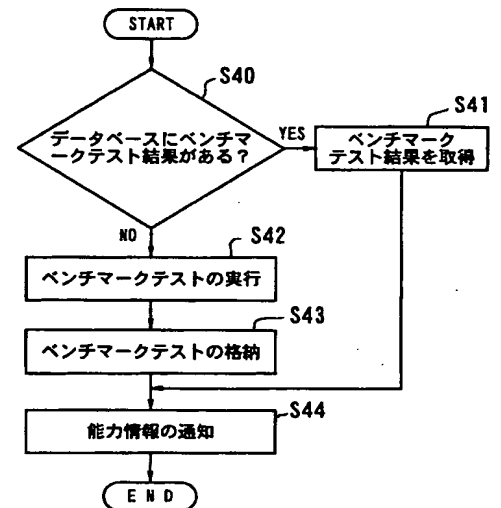 START
S40
データベースにベンチマ
ークテスト結果がある?
YES
S41
ベンチマーク
テスト結果を取得
NO
S42
ベンチマークテストの実行
S43
ベンチマークテストの格納
S44
能力情報の通知
END